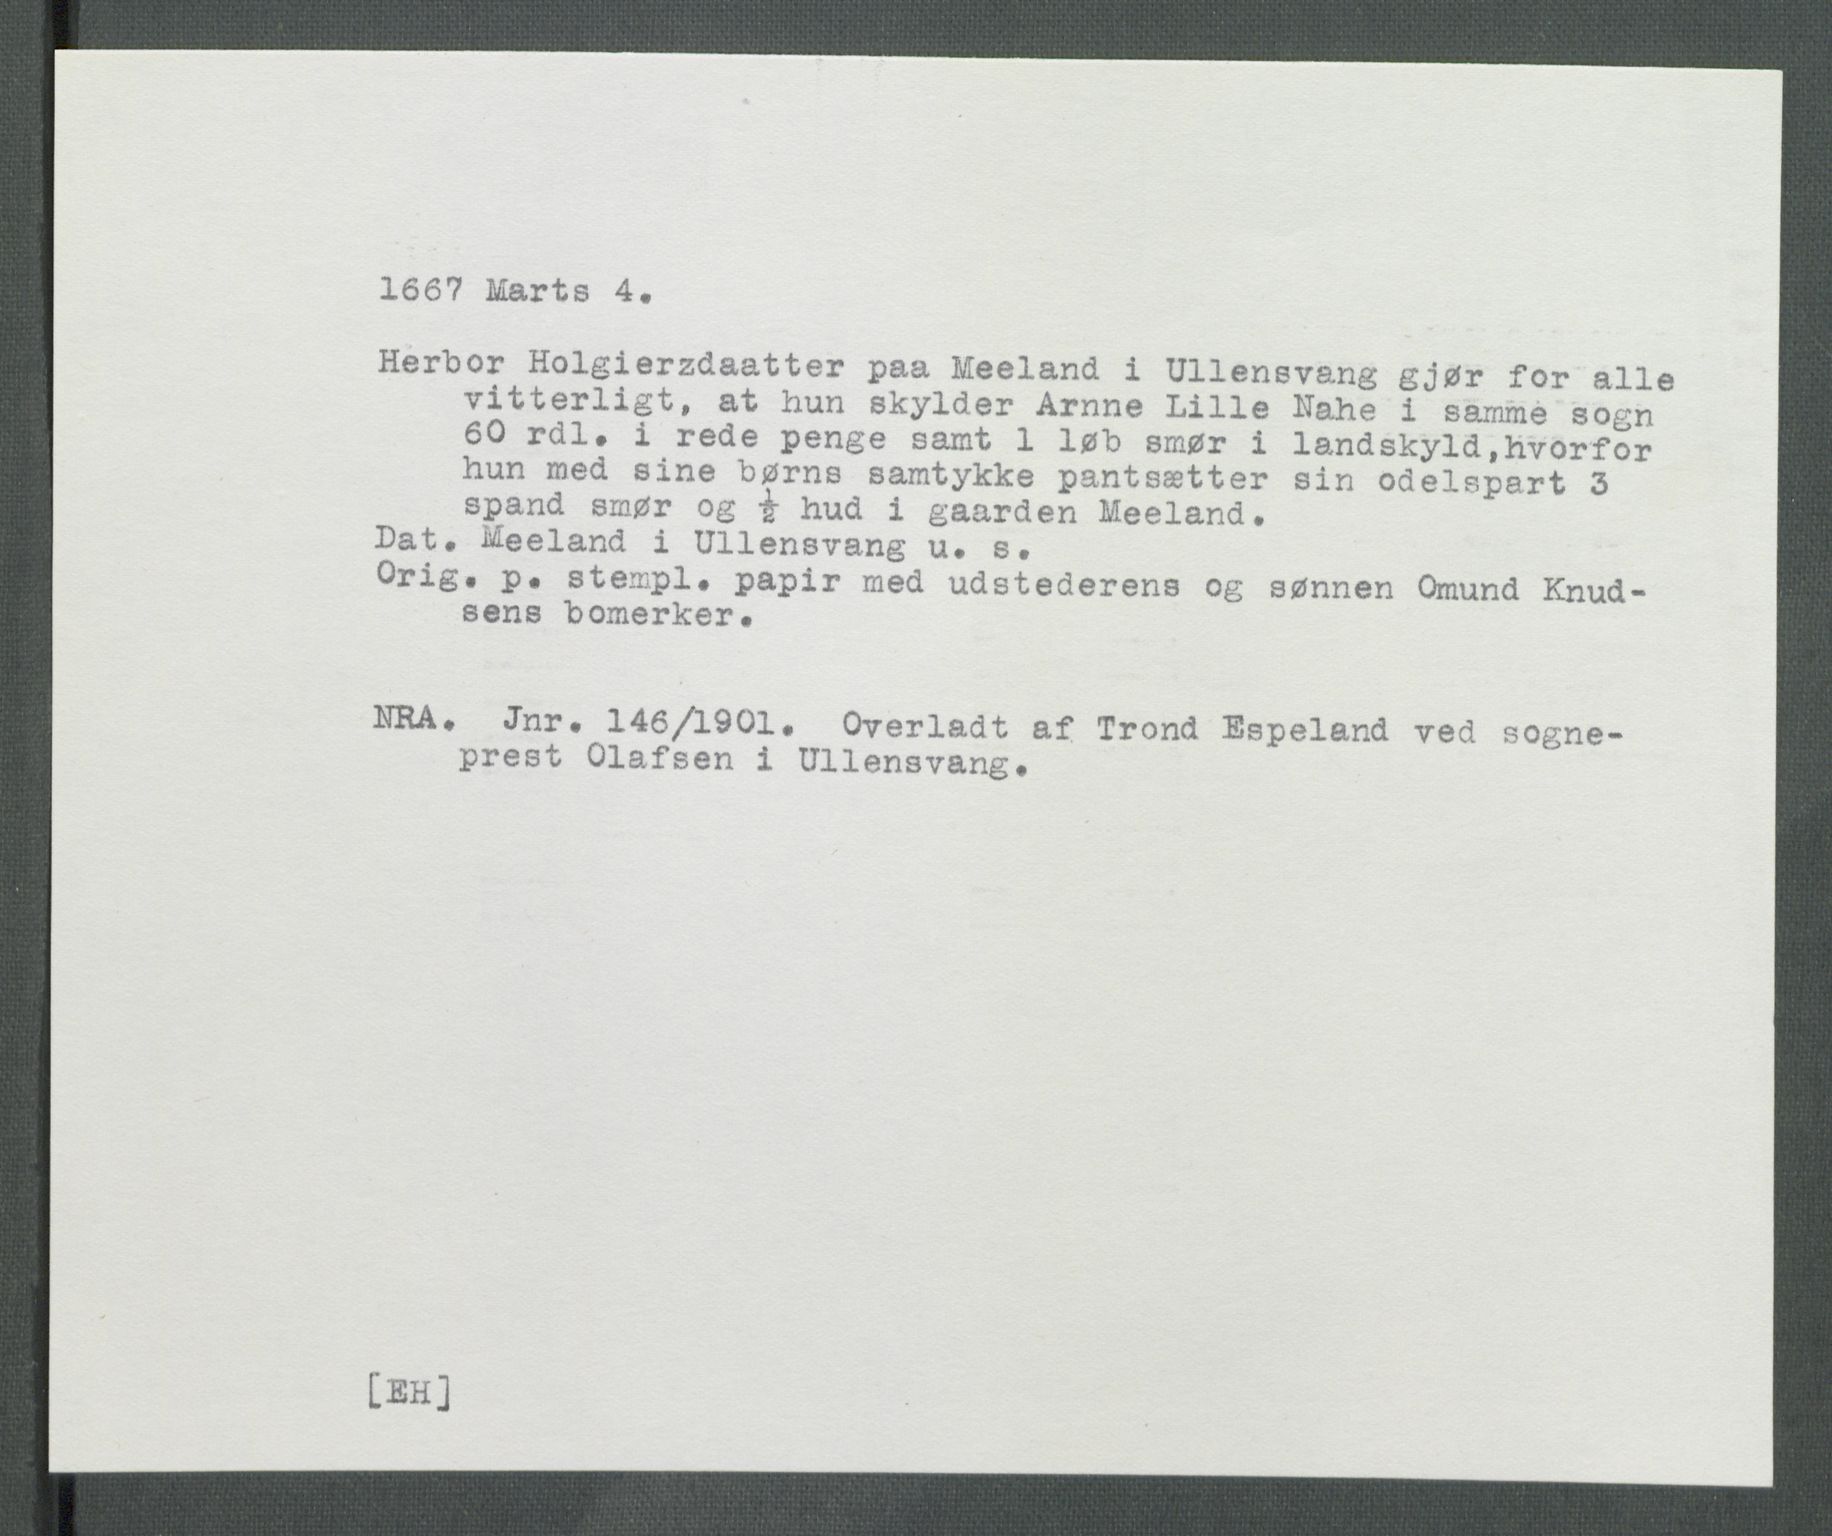 1667 Marts 4.
Herbor Holgierzdaatter paa Meeland i Ullensvang gjør for alle
vitterligt, at hun skylder Arnne Lille Nahe i samme sogn
60 rdl. i rede penge samt 1 løb smør i landskyld,hvorfor
hun med sine børns samtykke pantsætter sin odelspart 3
spand smør og ½ hud i gaarden Meeland.
Dat. Meeland i Ullensvang u. s.
Orig. p. stempl. papir med udstederens og sønnen Omund Knud-
sens bomerker.
NRA. Jnr. 146/1901. Overladt af Trond Espeland ved sogne-
prest Olafsen i Ullensvang.
[EH]